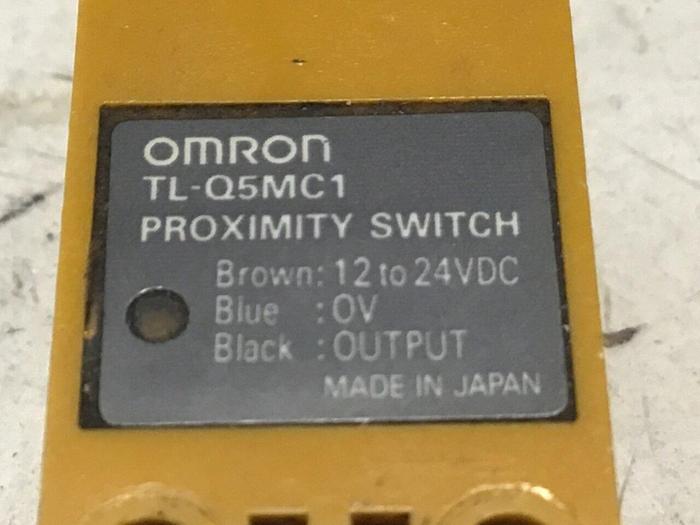 OMRON
TL-Q5MC1
PROXIMITY SWITCH
Brown: 12 to 24VDC
Blue : 0V
Black : OUTPUT
MADE IN JAPAN